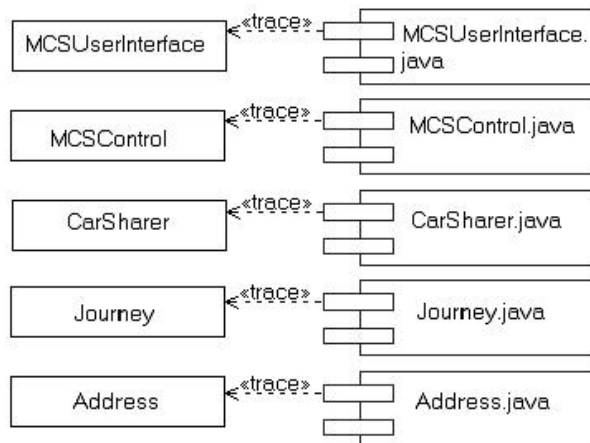 «trace»
MCSUserInterface
MCSUserInterface.
java
«trace»
MCSControl
MCSControl.java
«trace»
CarSharer
CarSharer.java
«trace»
Journey
Journey.java
«trace»
Address
Address.java